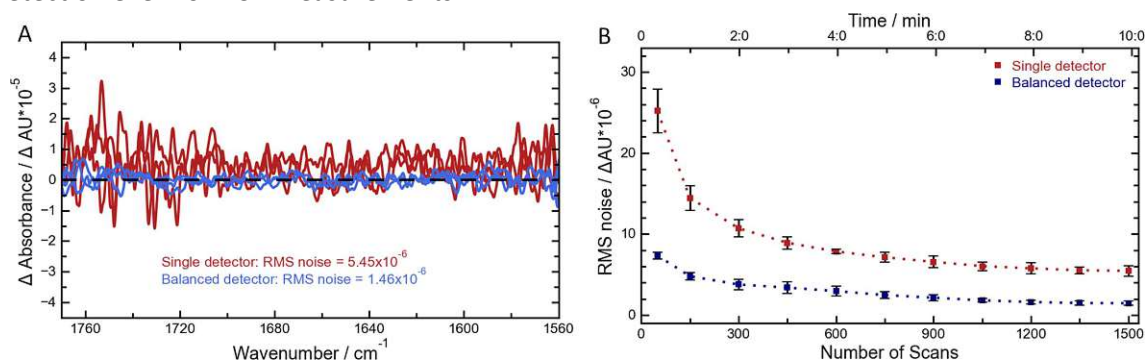 A
Δ Absorbance / Δ AU*10⁻⁵
4
3
2
1
0
-1
-2
-3
-4
Single detector: RMS noise = 5.45x10⁻⁶
Balanced detector: RMS noise = 1.46x10⁻⁶
1760 1720 1680 1640 1600 1560
Wavenumber / cm⁻¹
B
Time / min
0 2:0 4:0 6:0 8:0 10:0
Single detector
Balanced detector
RMS noise / ΔAU*10⁻⁶
30
20
10
0
0 300 600 900 1200 1500
Number of Scans